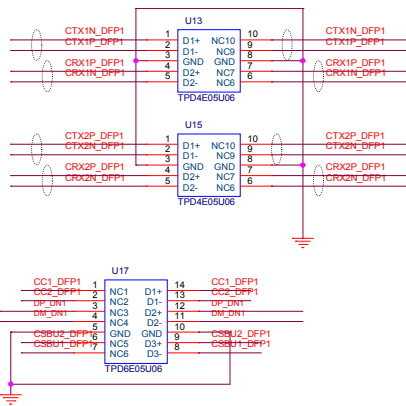 U13
CTX1N_DFP1 1 D1+ NC10 10 CTX1N_DFP1
CTX1P_DFP1 2 D1- NC9 9 CTX1P_DFP1
3 GND GND 8
CRX1P_DFP1 4 D2+ NC7 7 CRX1P_DFP1
CRX1N_DFP1 5 D2- NC6 6 CRX1N_DFP1
TPD4E05U06
U15
CTX2P_DFP1 1 D1+ NC10 10 CTX2P_DFP1
CTX2N_DFP1 2 D1- NC9 9 CTX2N_DFP1
3 GND GND 8
CRX2P_DFP1 4 D2+ NC7 7 CRX2P_DFP1
CRX2N_DFP1 5 D2- NC6 6 CRX2N_DFP1
TPD4E05U06
U17
CC1_DFP1 1 NC1 D1+ 14 CC1_DFP1
CC2_DFP1 2 NC2 D1- 13 CC2_DFP1
DP_DN1 3 NC3 D2+ 12 DP_DN1
DM_DN1 4 NC4 D2- 11 DM_DN1
5 GND GND 10
CSBU2_DFP1 6 NC5 D3+ 9 CSBU2_DFP1
CSBU1_DFP1 7 NC6 D3- 8 CSBU1_DFP1
TPD6E05U06